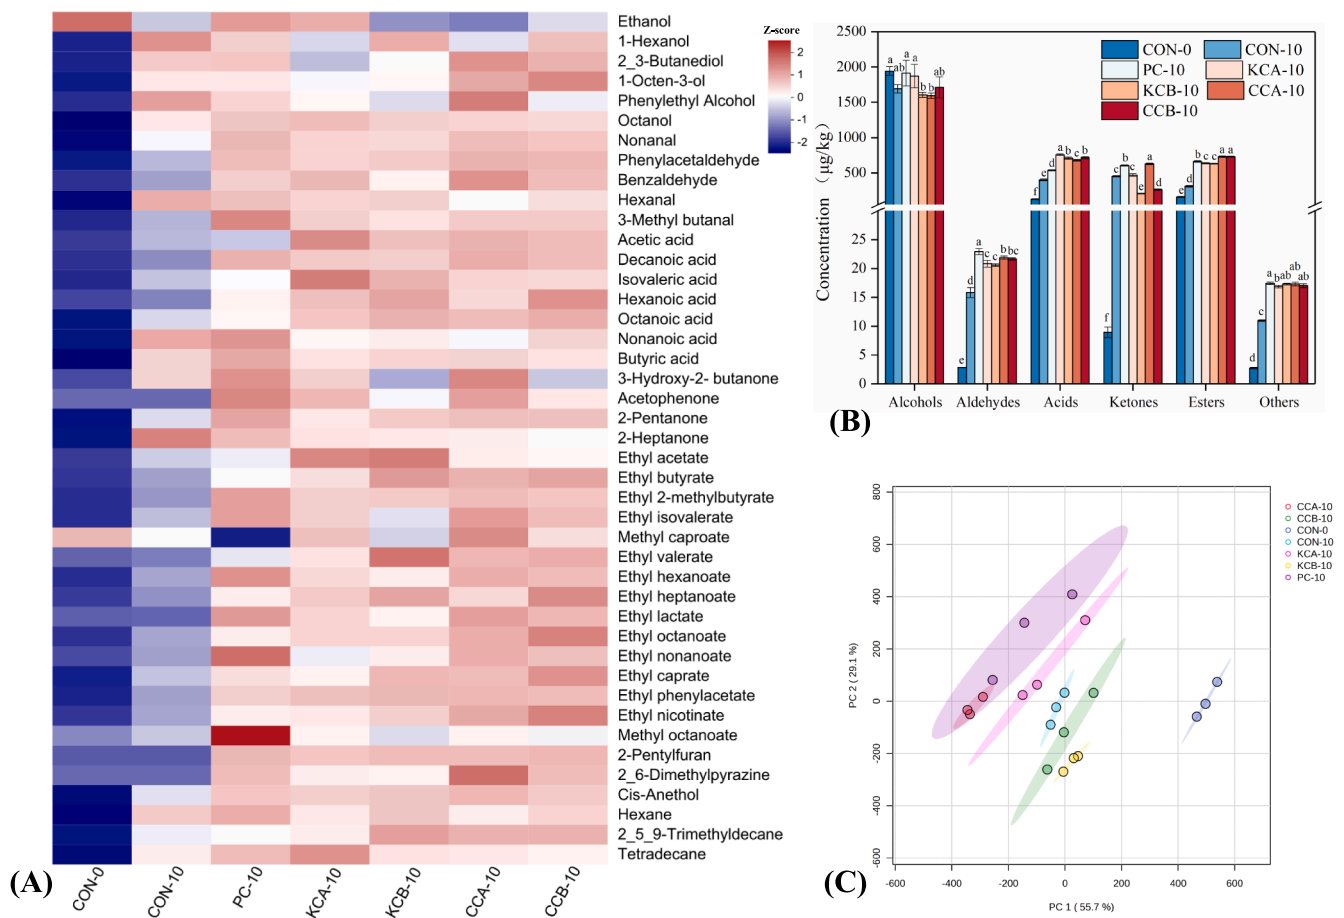 Ethanol
1-Hexanol
2_3-Butanediol
1-Octen-3-ol
Phenylethyl Alcohol
Octanol
Nonanal
Phenylacetaldehyde
Benzaldehyde
Hexanal
3-Methyl butanal
Acetic acid
Decanoic acid
Isovaleric acid
Hexanoic acid
Octanoic acid
Nonanoic acid
Butyric acid
3-Hydroxy-2- butanone
Acetophenone
2-Pentanone
2-Heptanone
Ethyl acetate
Ethyl butyrate
Ethyl 2-methylbutyrate
Ethyl isovalerate
Methyl caproate
Ethyl valerate
Ethyl hexanoate
Ethyl heptanoate
Ethyl lactate
Ethyl octanoate
Ethyl nonanoate
Ethyl caprate
Ethyl phenylacetate
Ethyl nicotinate
Methyl octanoate
2-Pentylfuran
2_6-Dimethylpyrazine
Cis-Anethol
Hexane
2_5_9-Trimethyldecane
Tetradecane
Z-score
2
1
0
-1
-2
CON-0 CON-10 PC-10 KCA-10 KCB-10 CCA-10 CCB-10
(A)
CON-0 CON-10
PC-10 KCA-10
KCB-10 CCA-10
CCB-10
Concentration (μg/kg)
2500
2000
1500
1000
500
25
20
15
10
5
0
a ab a a b b ab
e d a c c b bc
f e d a b c b
f c b c e a d
e d b c c a a
d c a b ab ab ab
Alcohols Aldehydes Acids Ketones Esters Others
(B)
PC 2 ( 29.1 %)
800
600
400
200
0
-200
-400
-600
-600 -400 -200 0 200 400 600
PC 1 ( 55.7 %)
CCA-10
CCB-10
CON-0
CON-10
KCA-10
KCB-10
PC-10
(C)